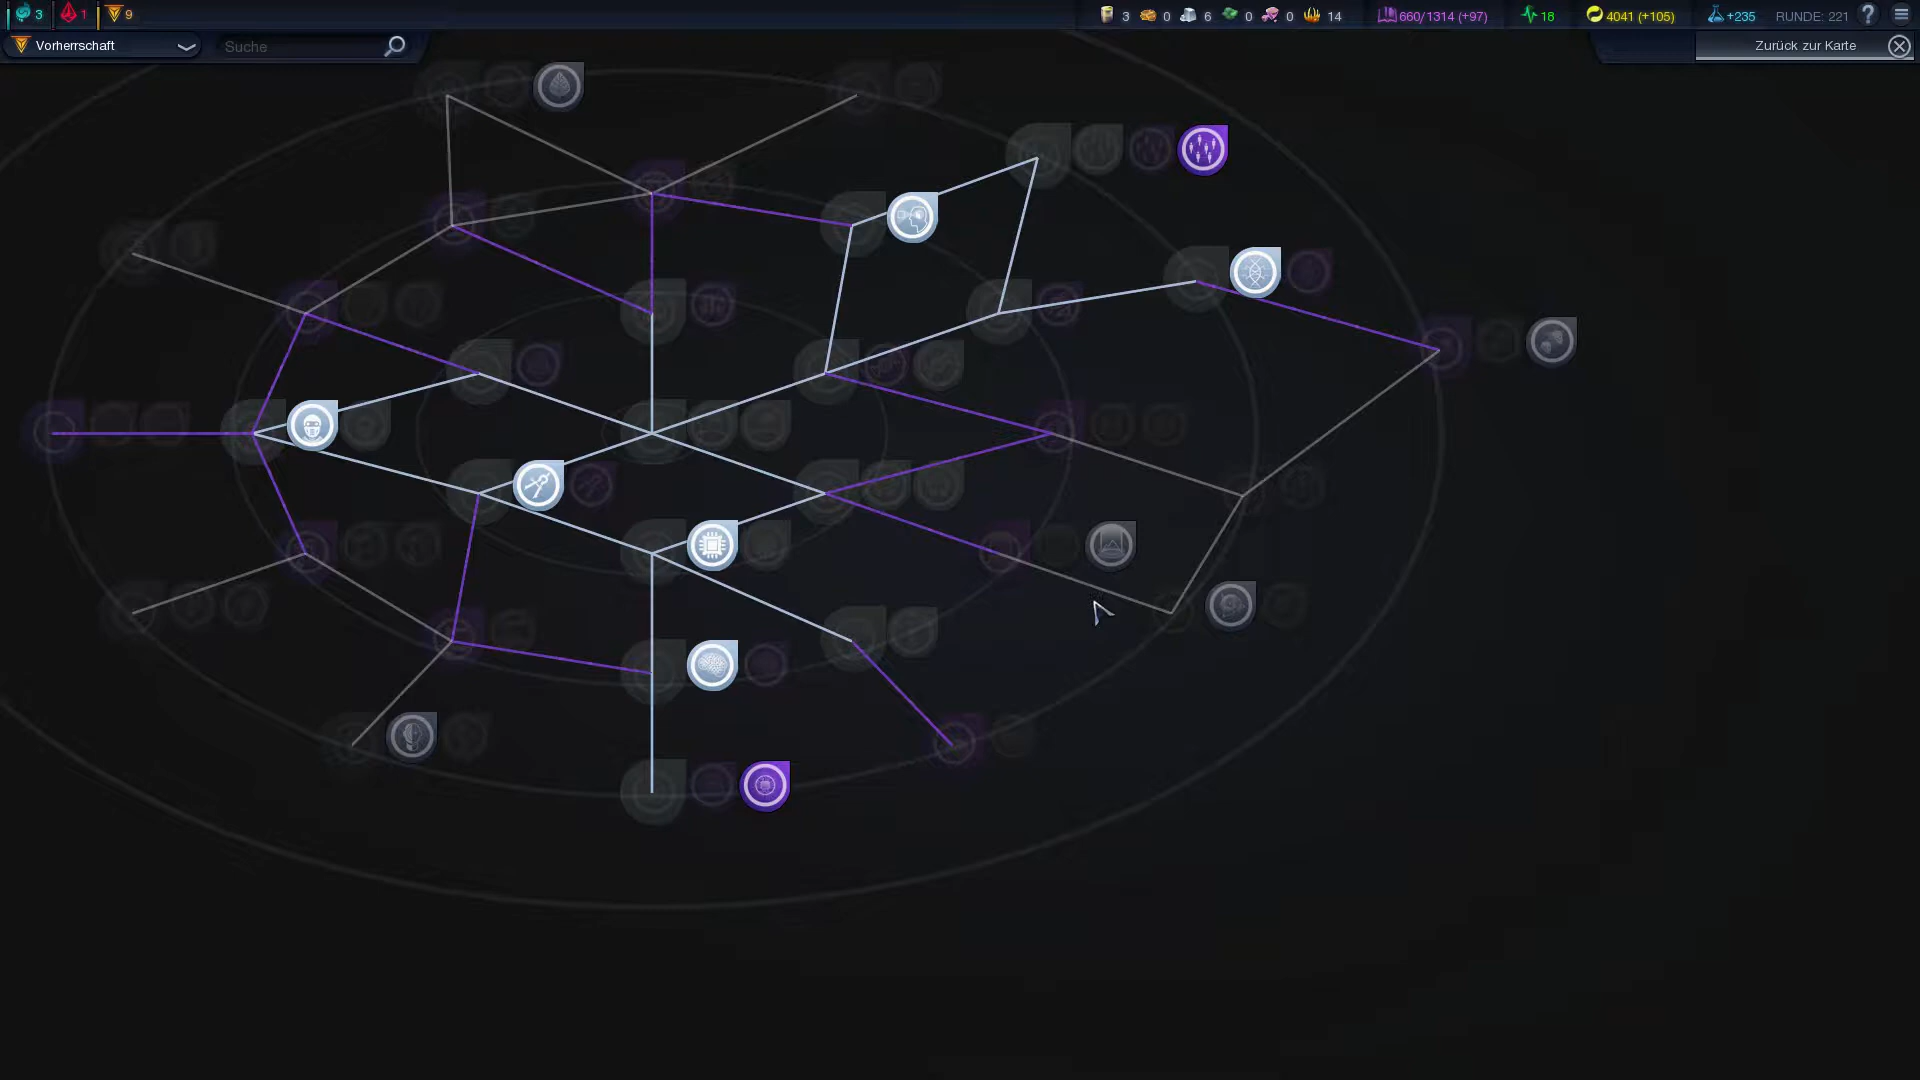 3 1 9 3 0 6 0 0 14 660/1314 (+97) 18 4041 (+105) +235 RUNDE: 221 ?
Vorherrschaft Suche Zurück zur Karte